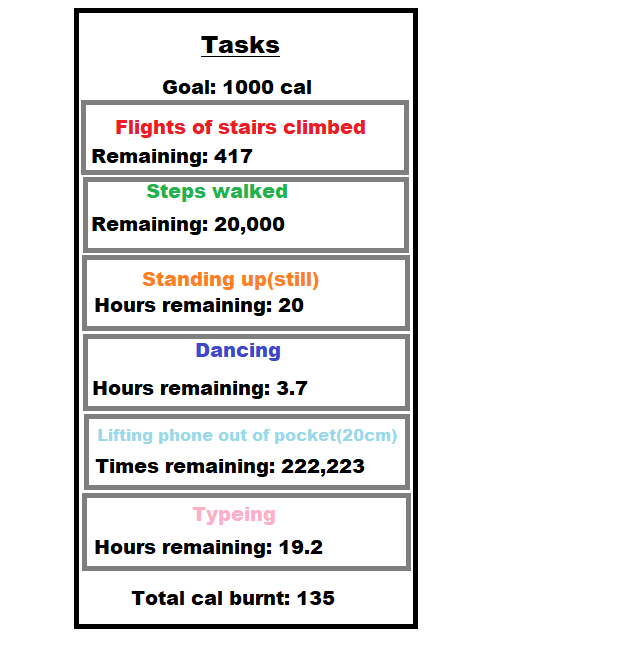 Tasks
Goal: 1000 cal
Flights of stairs climbed
Remaining: 417
Steps walked
Remaining: 20,000
Standing up(still)
Hours remaining: 20
Dancing
Hours remaining: 3.7
Lifting phone out of pocket(20cm)
Times remaining: 222,223
Typeing
Hours remaining: 19.2
Total cal burnt: 135